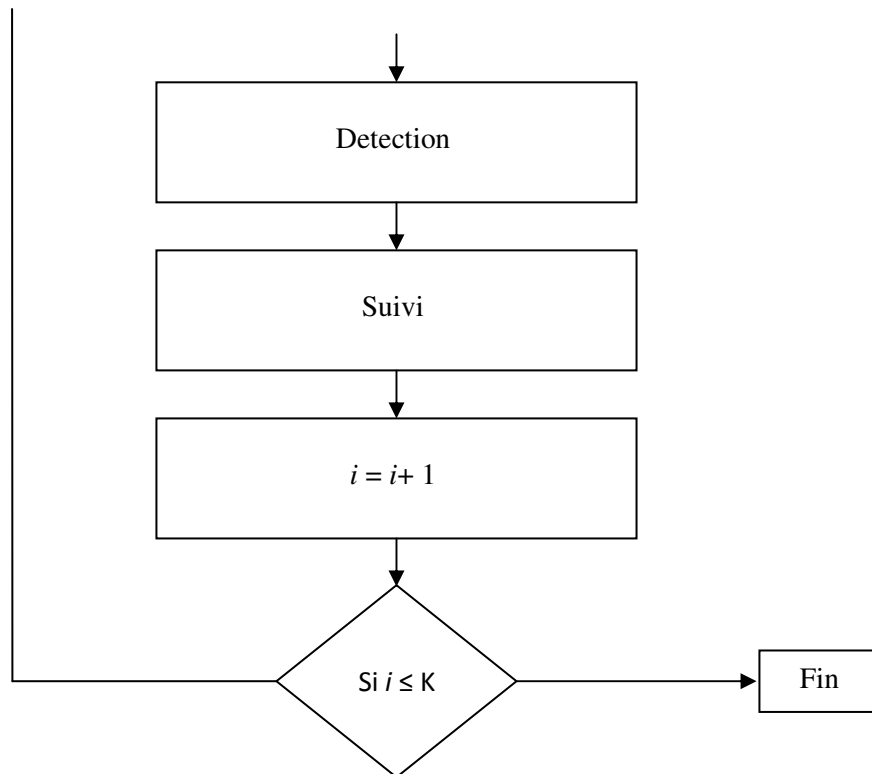 Detection
Suivi
i = i+ 1
Si i ≤ K
Fin